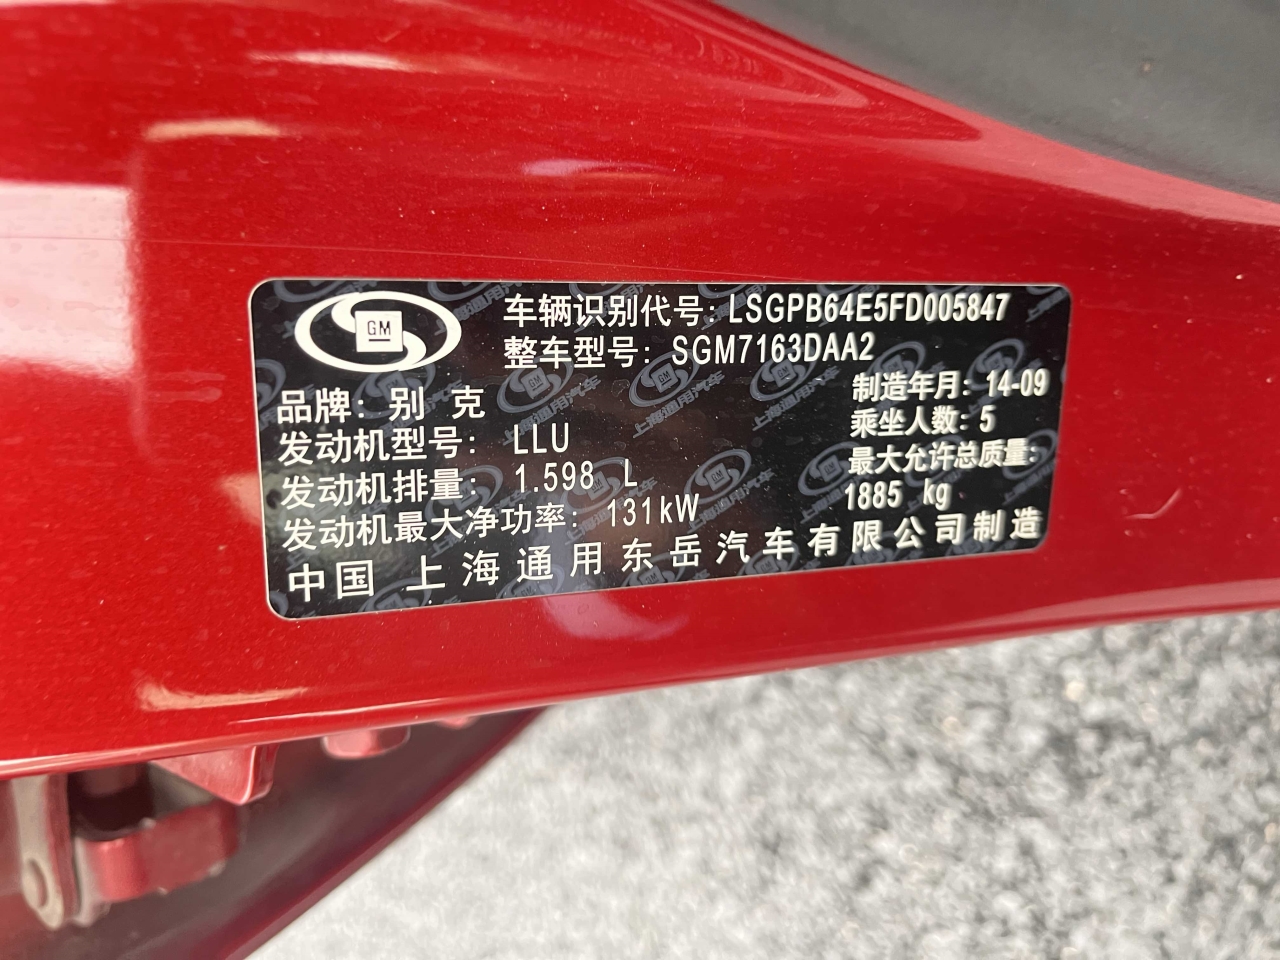 GM
车辆识别代号: LSGPB64E5FD005847
整车型号: SGM7163DAA2
品牌: 别 克
制造年月: 14-09
发动机型号: LLU
乘坐人数: 5
发动机排量: 1.598 L
最大允许总质量:
1885 kg
发动机最大净功率: 131kW
中国 上海通用东岳汽车有限公司制造